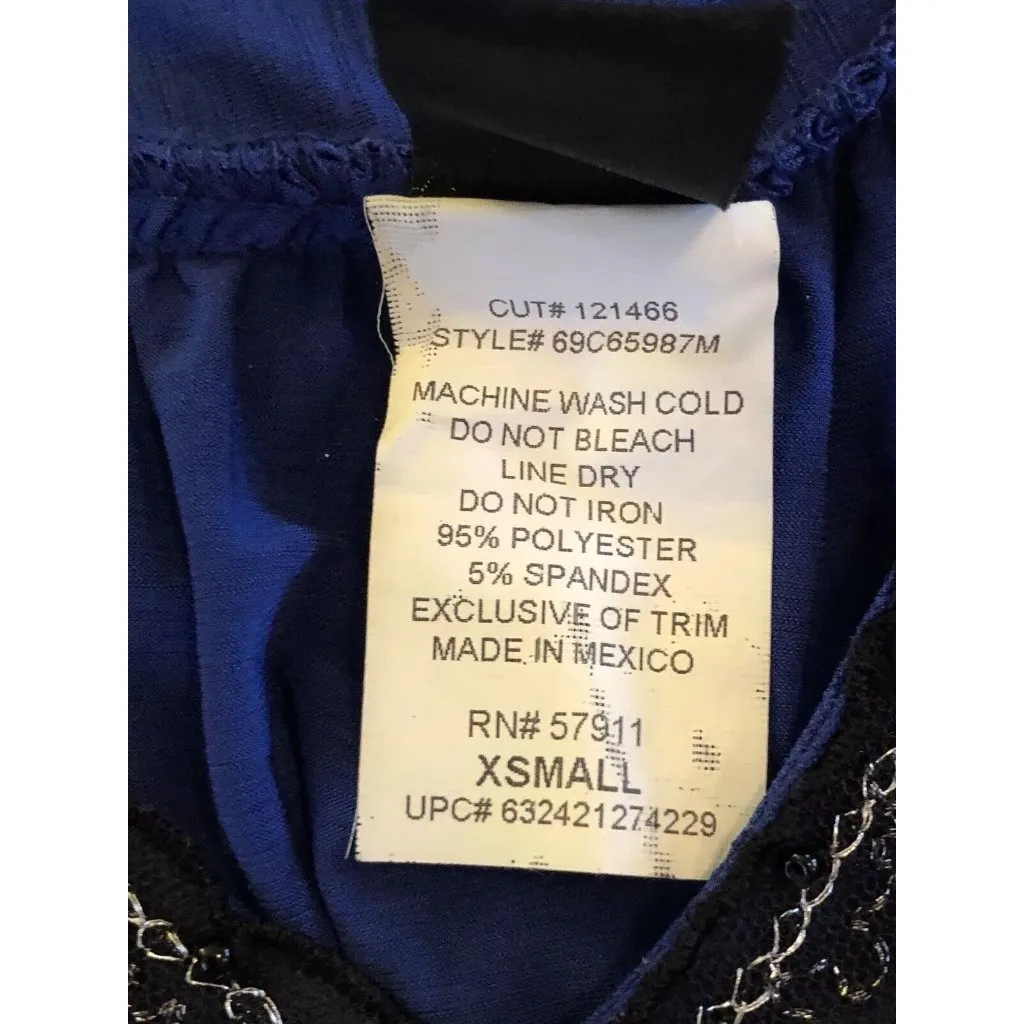 CUT# 121466
STYLE# 69C65987M
MACHINE WASH COLD
DO NOT BLEACH
LINE DRY
DO NOT IRON
95% POLYESTER
5% SPANDEX
EXCLUSIVE OF TRIM
MADE IN MEXICO
RN# 57911
XSMALL
UPC# 632421274229